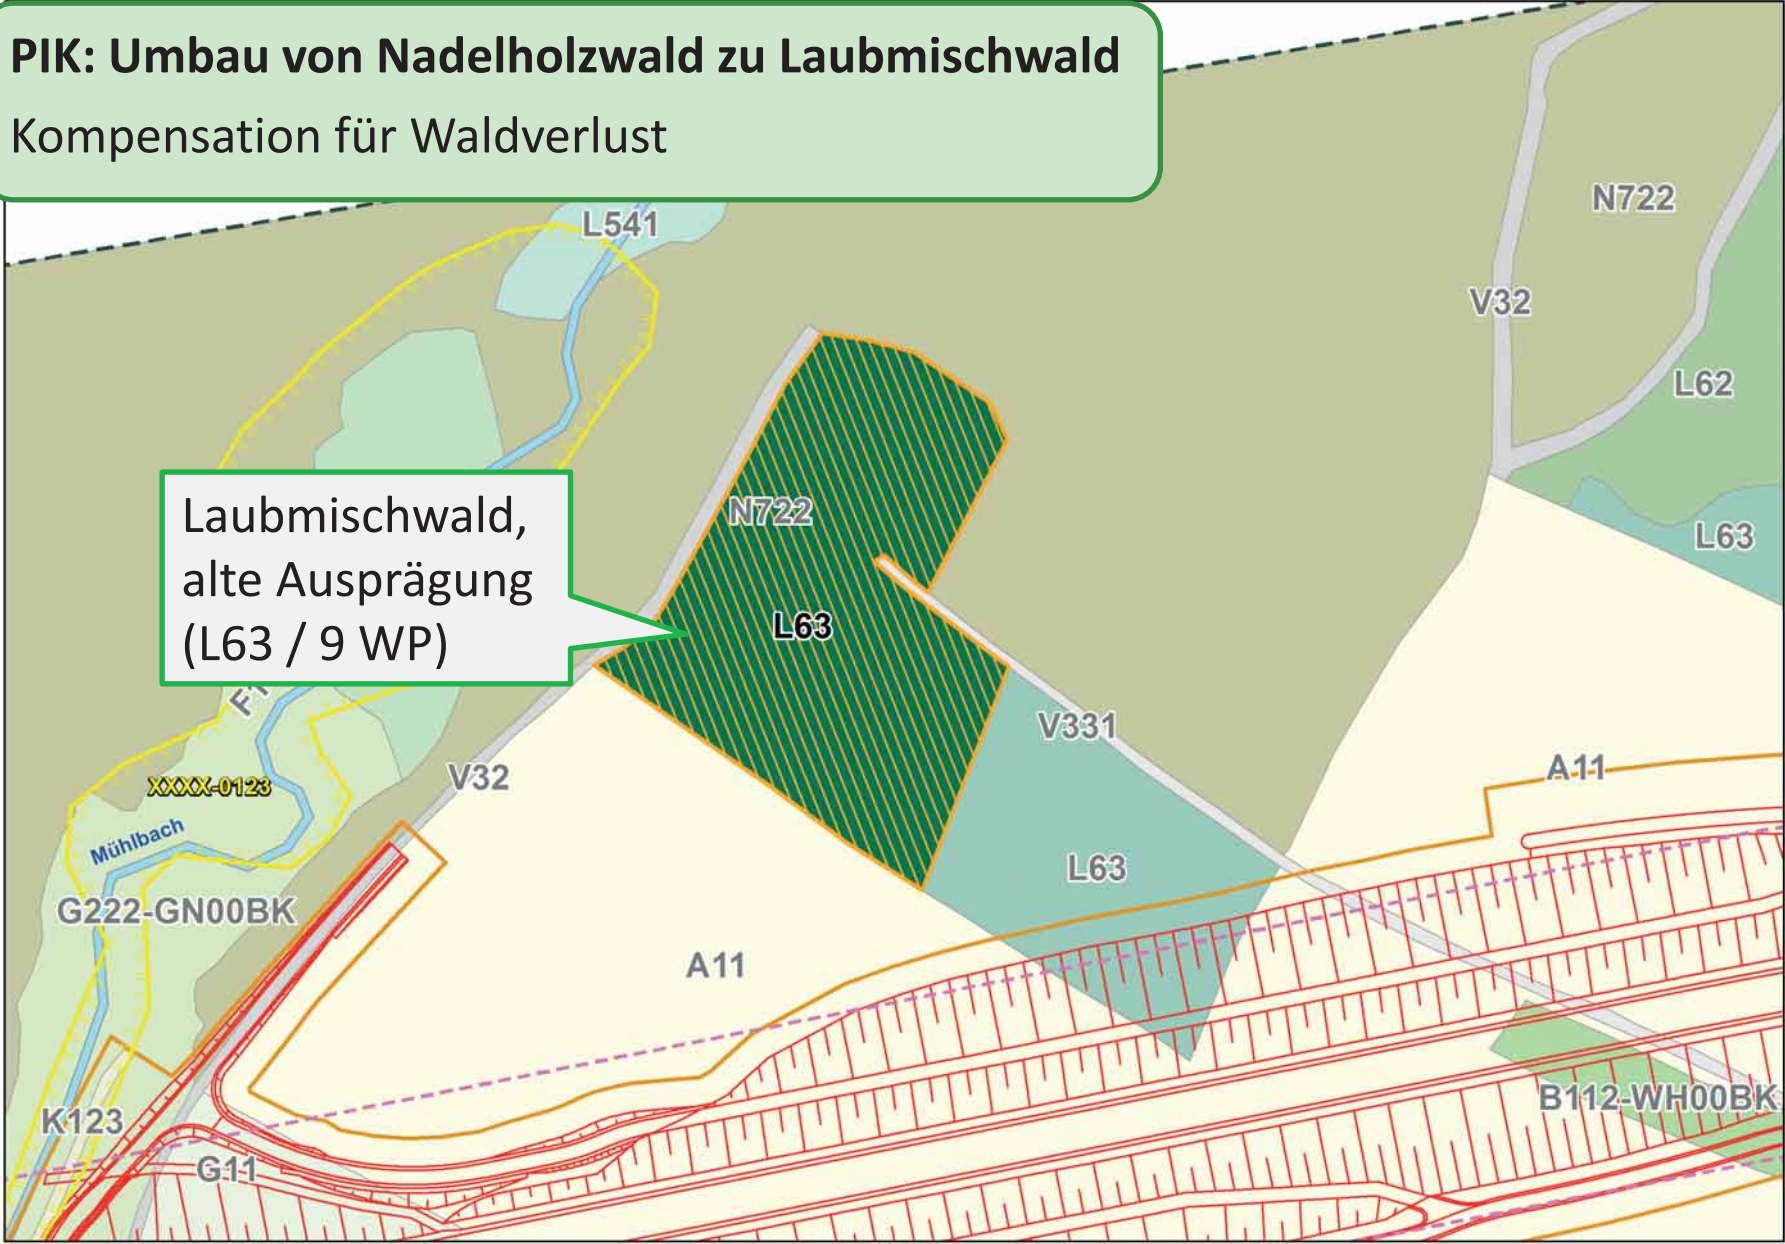 PIK: Umbau von Nadelholzwald zu Laubmischwald
Kompensation für Waldverlust
N722
L541
V32
L62
N722
Laubmischwald,
alte Ausprägung
(L63 / 9 WP)
L63
L63
V331
V32
A11
XXXX-0123
Mühlbach
L63
G222-GN00BK
A11
B112-WH00BK
K123
G11